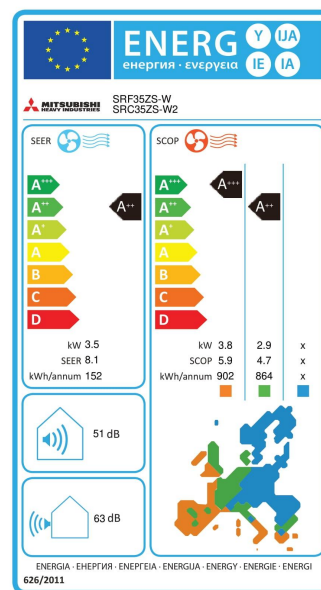 ENERG Y IJA
енергия · ενεργεια IE IA
MITSUBISHI
HEAVY INDUSTRIES
SRF35ZS-W
SRC35ZS-W2
SEER
SCOP
A+++
A++
A+
A
B
C
D
A++
A+++
A++
A+
A
B
C
D
A+++
A++
kW 3.5
SEER 8.1
kWh/annum 152
kW 3.8 2.9 x
SCOP 5.9 4.7 x
kWh/annum 902 864 x
51 dB
63 dB
ENERGIA · ЕНЕРГИЯ · ΕΝΕΡΓΕΙΑ · ENERGIJA · ENERGY · ENERGIE · ENERGI
626/2011